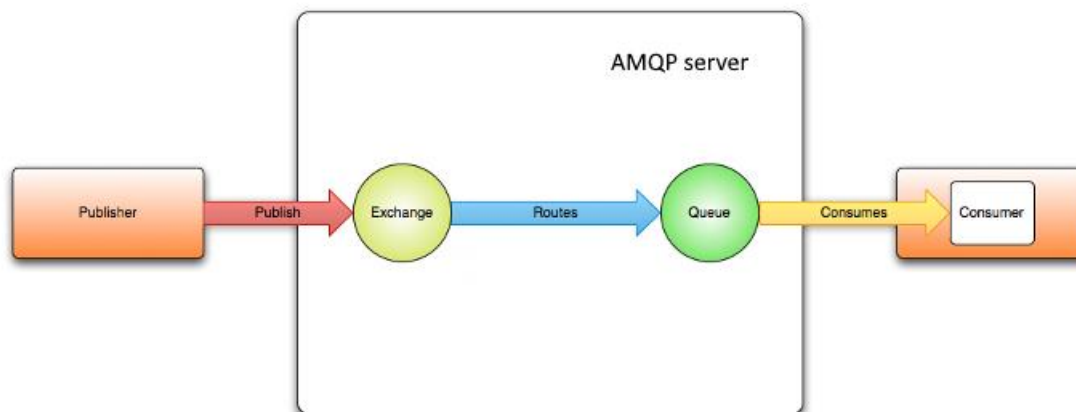 AMQP server
Publisher
Publish
Exchange
Routes
Queue
Consumes
Consumer